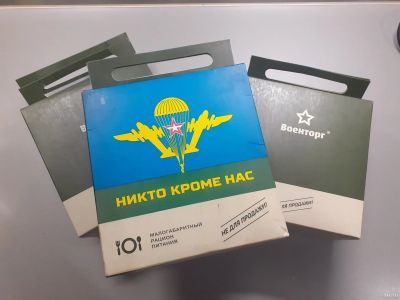 НИКТО КРОМЕ НАС
МАЛОГАБАРИТНЫЙ
РАЦИОН
ПИТАНИЯ
НЕ ДЛЯ ПРОДАЖИ!
Военторг
НЕ ДЛЯ ПРОДАЖИ!